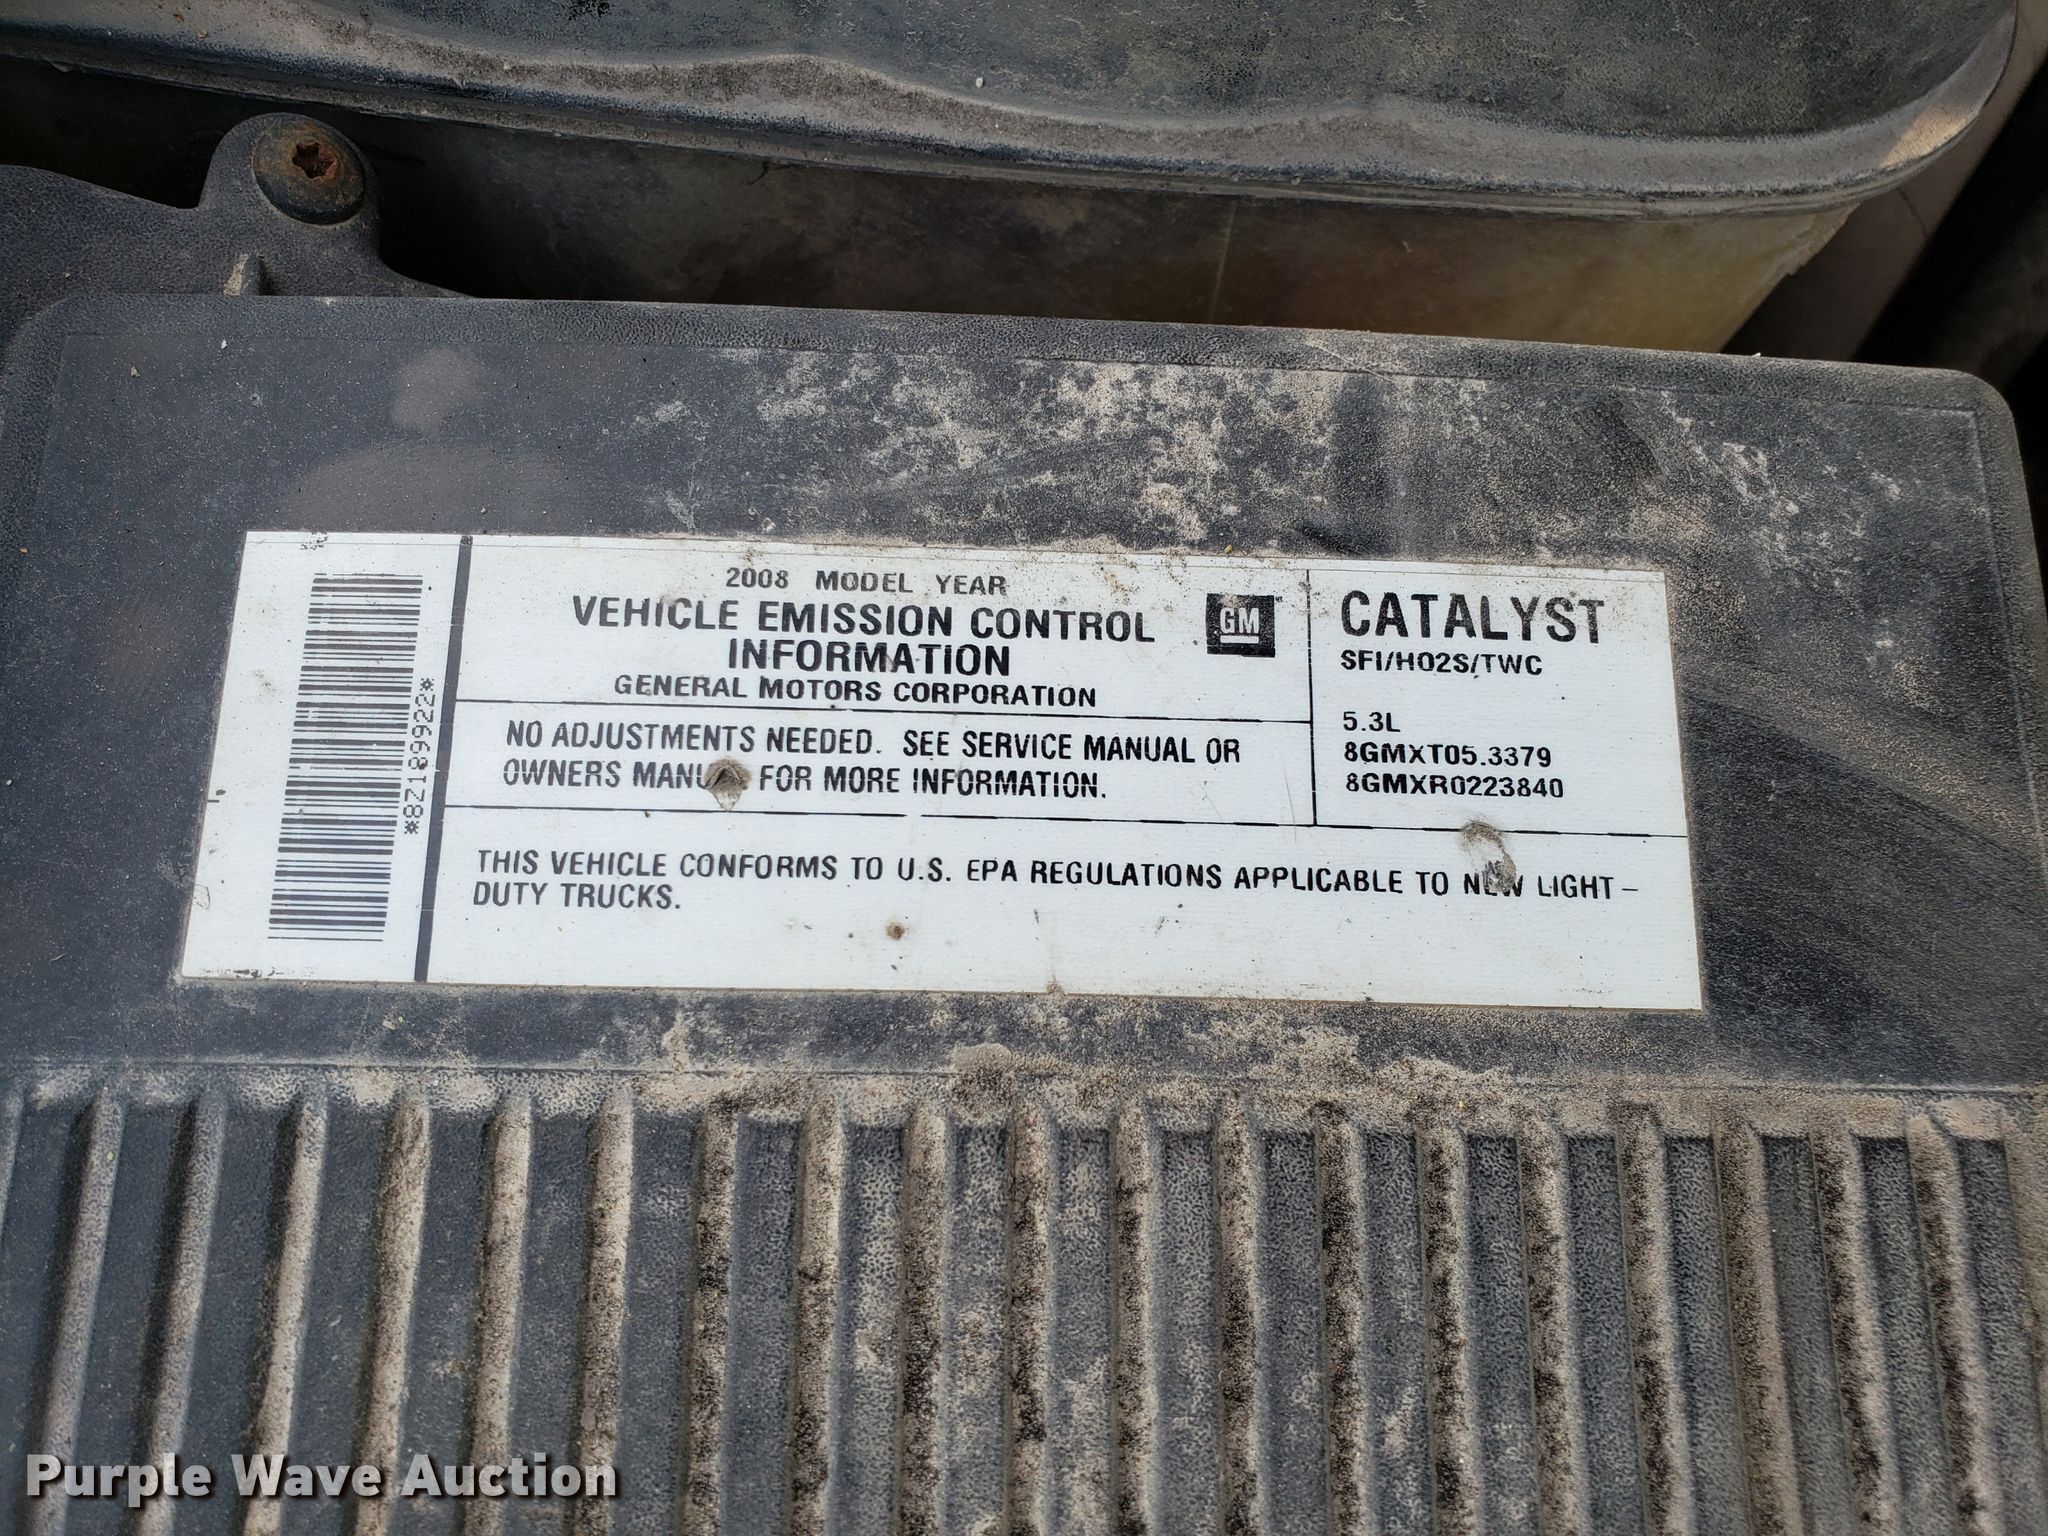 2008 MODEL YEAR
VEHICLE EMISSION CONTROL
INFORMATION
GENERAL MOTORS CORPORATION
GM
NO ADJUSTMENTS NEEDED. SEE SERVICE MANUAL OR
OWNERS MANUAL FOR MORE INFORMATION.
CATALYST
SFI/HO2S/TWC
5.3L
8GMXT05.3379
8GMXR0223840
THIS VEHICLE CONFORMS TO U.S. EPA REGULATIONS APPLICABLE TO NEW LIGHT-
DUTY TRUCKS.
*8Z189922*
Purple Wave Auction